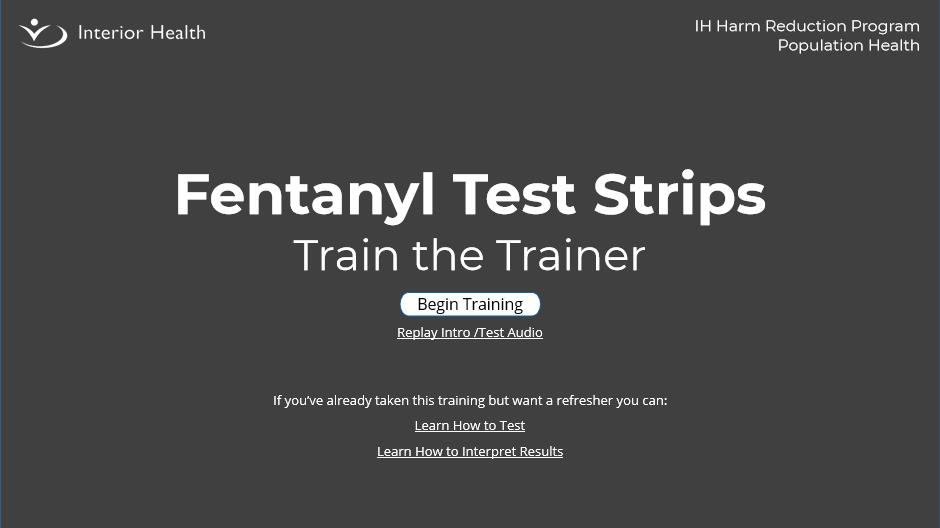 Interior Health
IH Harm Reduction Program
Population Health
Fentanyl Test Strips
Train the Trainer
Begin Training
Replay Intro /Test Audio
If you’ve already taken this training but want a refresher you can:
Learn How to Test
Learn How to Interpret Results